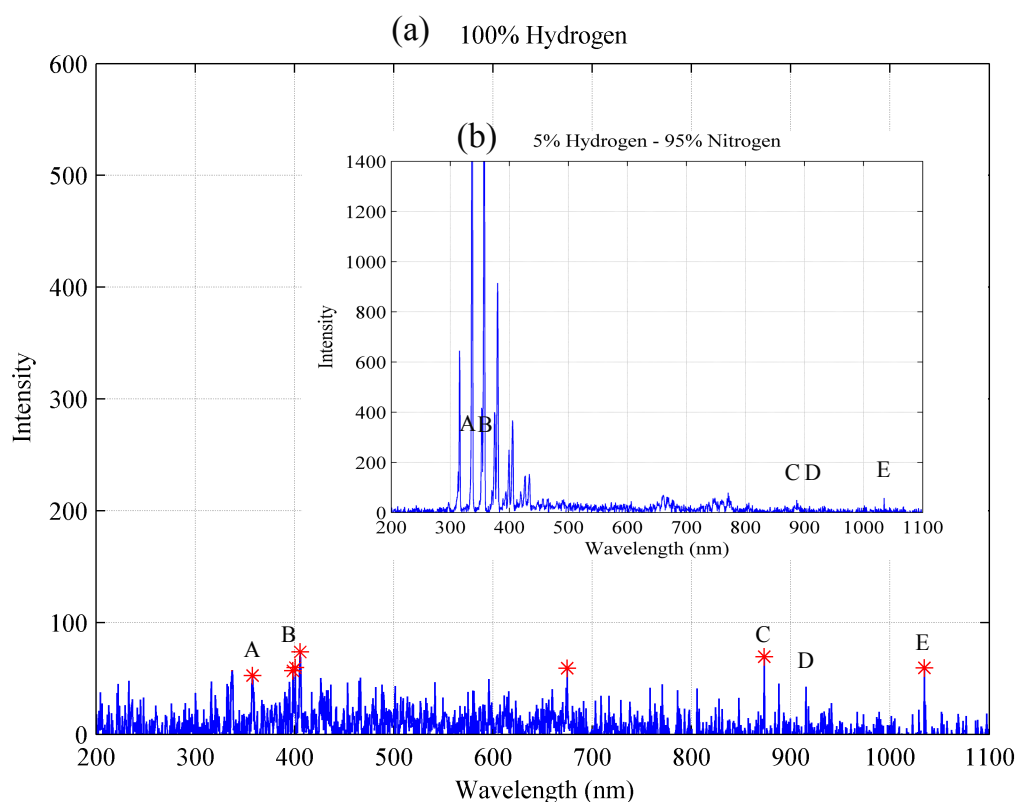 (a) 100% Hydrogen
600
500
400
300
200
100
0
Intensity
200 300 400 500 600 700 800 900 1000 1100
Wavelength (nm)
A
B
C
D
E
(b) 5% Hydrogen - 95% Nitrogen
1400
1200
1000
800
600
400
200
0
Intensity
200 300 400 500 600 700 800 900 1000 1100
Wavelength (nm)
A B
C D
E